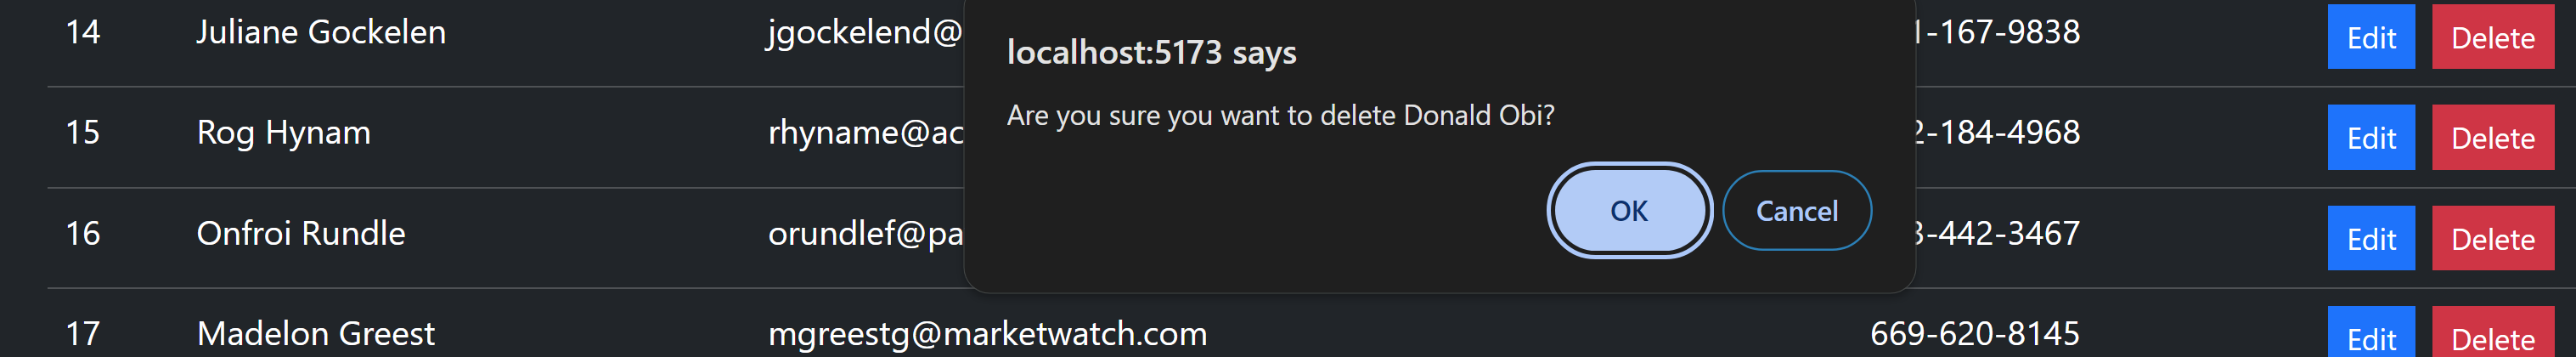 14 Juliane Gockelen jgockelend@ 1-167-9838 Edit Delete
localhost:5173 says
Are you sure you want to delete Donald Obi?
15 Rog Hynam rhyname@ac 2-184-4968 Edit Delete
OK Cancel
16 Onfroi Rundle orundlef@pa 3-442-3467 Edit Delete
17 Madelon Greest mgreestg@marketwatch.com 669-620-8145 Edit Delete